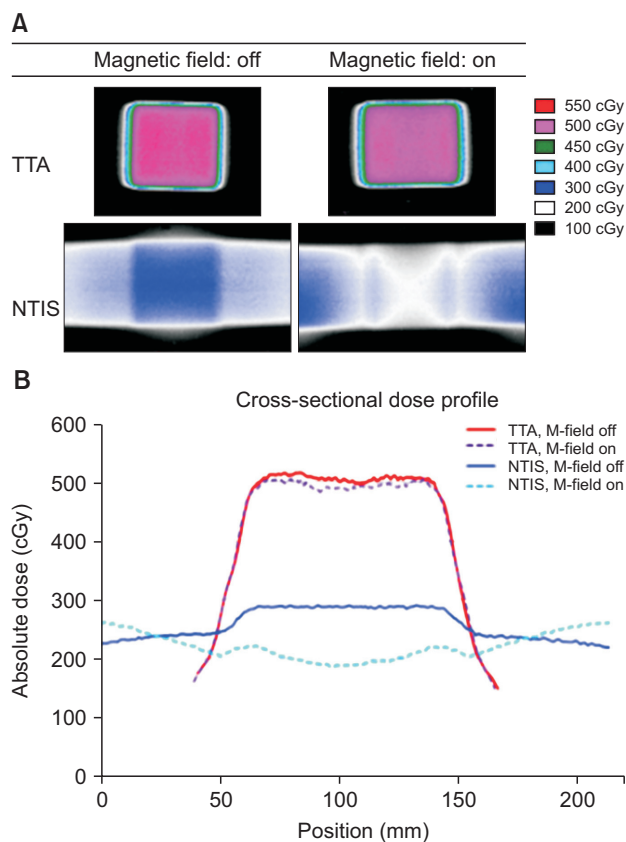 A
Magnetic field: off Magnetic field: on
TTA
NTIS
550 cGy
500 cGy
450 cGy
400 cGy
300 cGy
200 cGy
100 cGy
B
Cross-sectional dose profile
TTA, M-field off
TTA, M-field on
NTIS, M-field off
NTIS, M-field on
Absolute dose (cGy)
600
500
400
300
200
100
0
0 50 100 150 200
Position (mm)